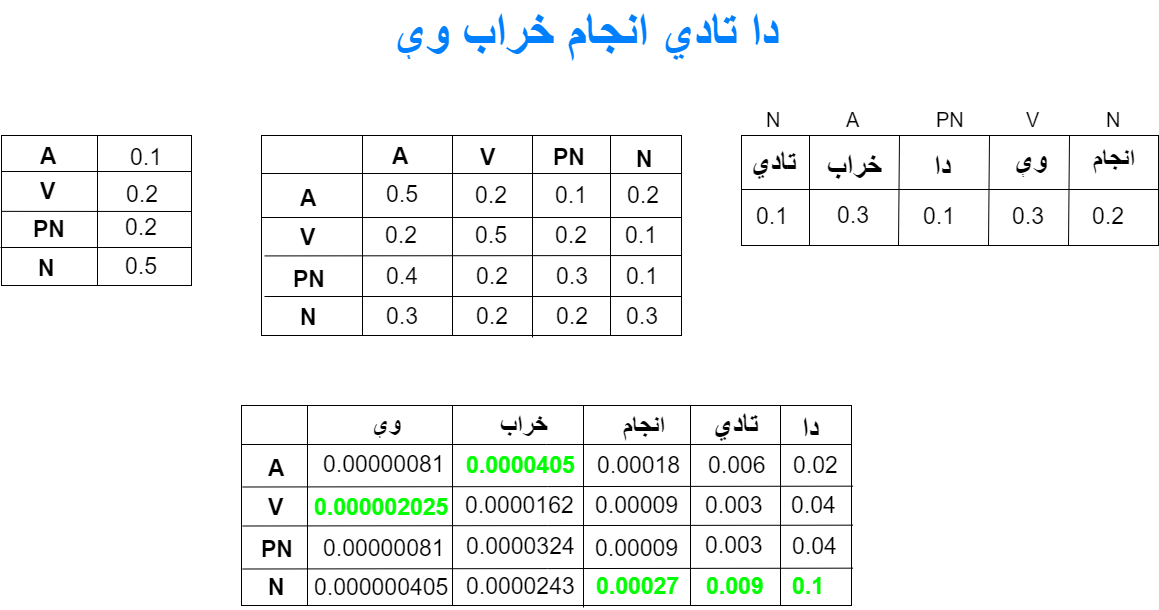 دا تادي انجام خراب وې
A 0.1
V 0.2
PN 0.2
N 0.5
A V PN N
A 0.5 0.2 0.1 0.2
V 0.2 0.5 0.2 0.1
PN 0.4 0.2 0.3 0.1
N 0.3 0.2 0.2 0.3
N A PN V N
تادي خراب دا وې انجام
0.1 0.3 0.1 0.3 0.2
وې خراب انجام تادي دا
A 0.00000081 0.0000405 0.00018 0.006 0.02
V 0.000002025 0.0000162 0.00009 0.003 0.04
PN 0.00000081 0.0000324 0.00009 0.003 0.04
N 0.000000405 0.0000243 0.00027 0.009 0.1